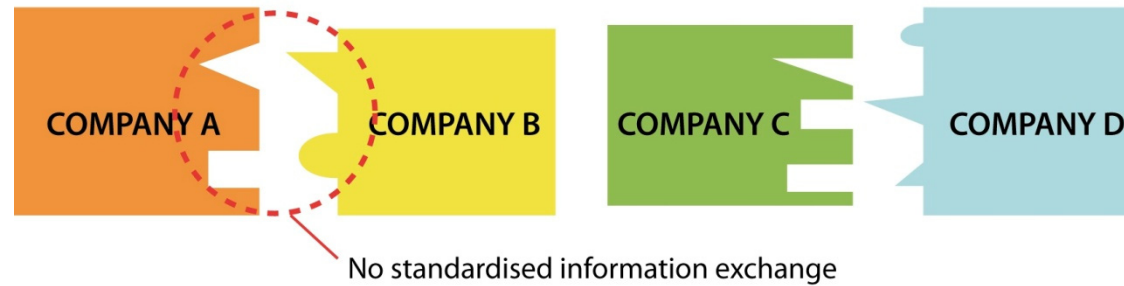 COMPANY A
COMPANY B
COMPANY C
COMPANY D
No standardised information exchange